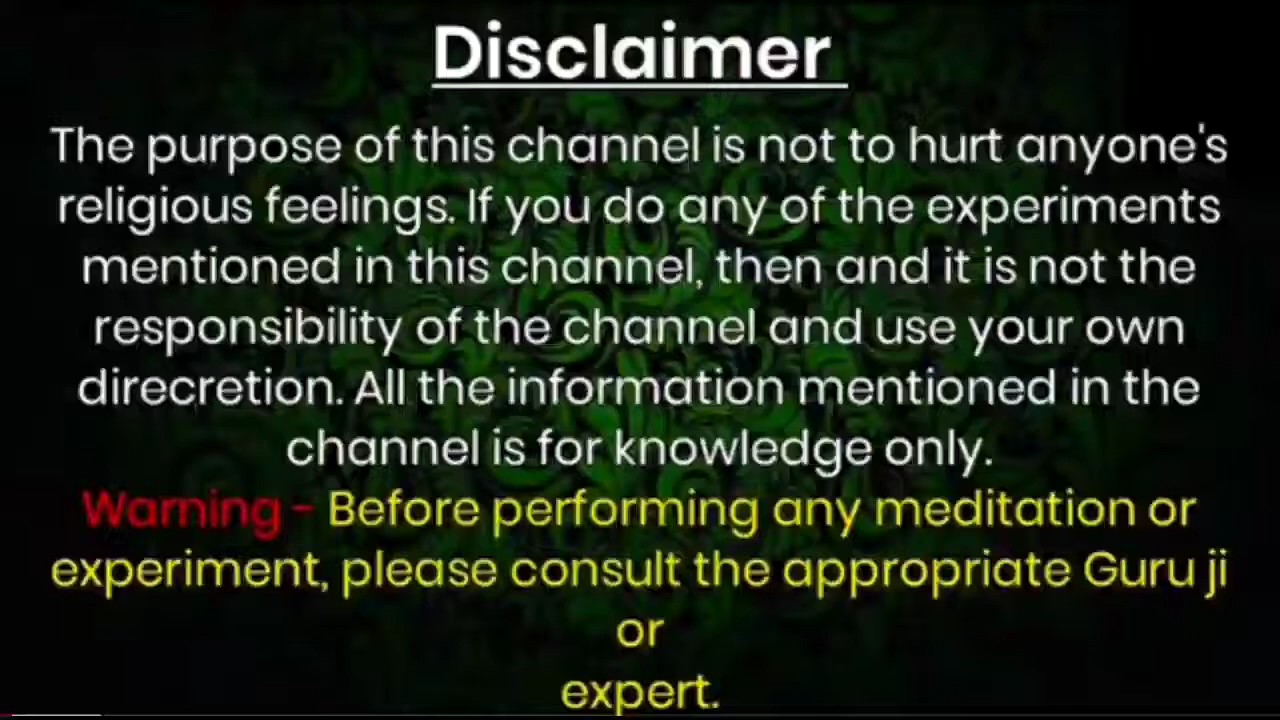 Disclaimer
The purpose of this channel is not to hurt anyone's
religious feelings. If you do any of the experiments
mentioned in this channel, then and it is not the
responsibility of the channel and use your own
direcretion. All the information mentioned in the
channel is for knowledge only.
Warning - Before performing any meditation or
experiment, please consult the appropriate Guru ji
or
expert.